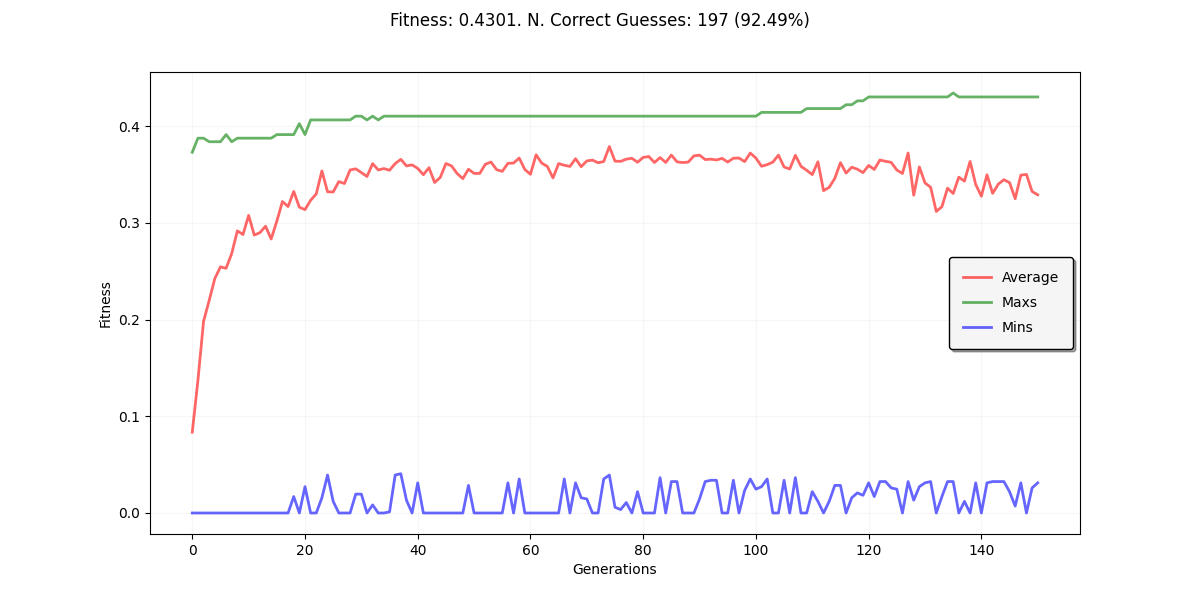 Fitness: 0.4301. N. Correct Guesses: 197 (92.49%)
0.4
0.3
0.2
0.1
0.0
Fitness
Average
Maxs
Mins
0 20 40 60 80 100 120 140
Generations